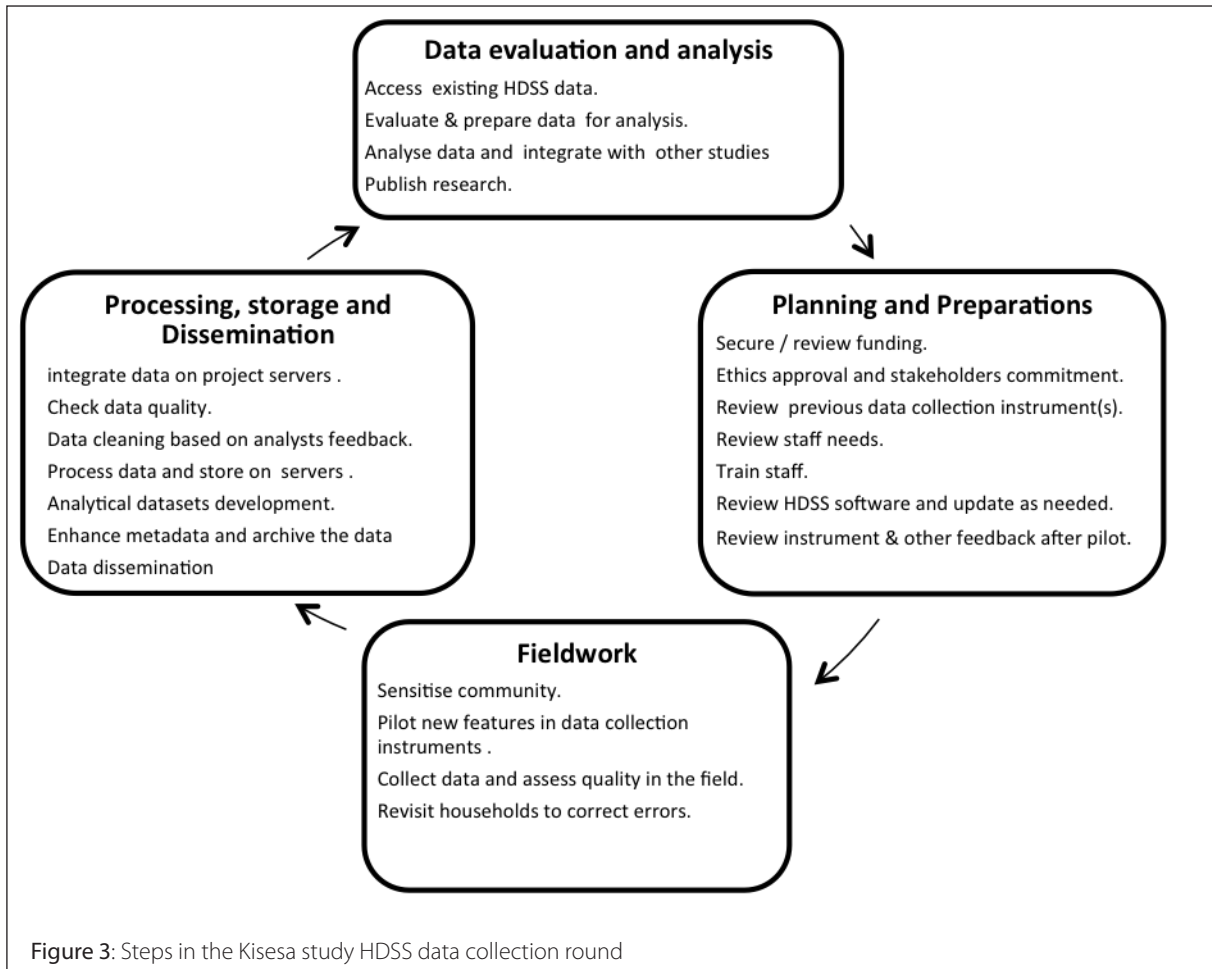 Data evaluation and analysis
Access existing HDSS data.
Evaluate & prepare data for analysis.
Analyse data and integrate with other studies
Publish research.
Planning and Preparations
Secure / review funding.
Ethics approval and stakeholders commitment.
Review previous data collection instrument(s).
Review staff needs.
Train staff.
Review HDSS software and update as needed.
Review instrument & other feedback after pilot.
Fieldwork
Sensitise community.
Pilot new features in data collection
instruments .
Collect data and assess quality in the field.
Revisit households to correct errors.
Processing, storage and
Dissemination
integrate data on project servers .
Check data quality.
Data cleaning based on analysts feedback.
Process data and store on servers .
Analytical datasets development.
Enhance metadata and archive the data
Data dissemination
Figure 3: Steps in the Kisesa study HDSS data collection round